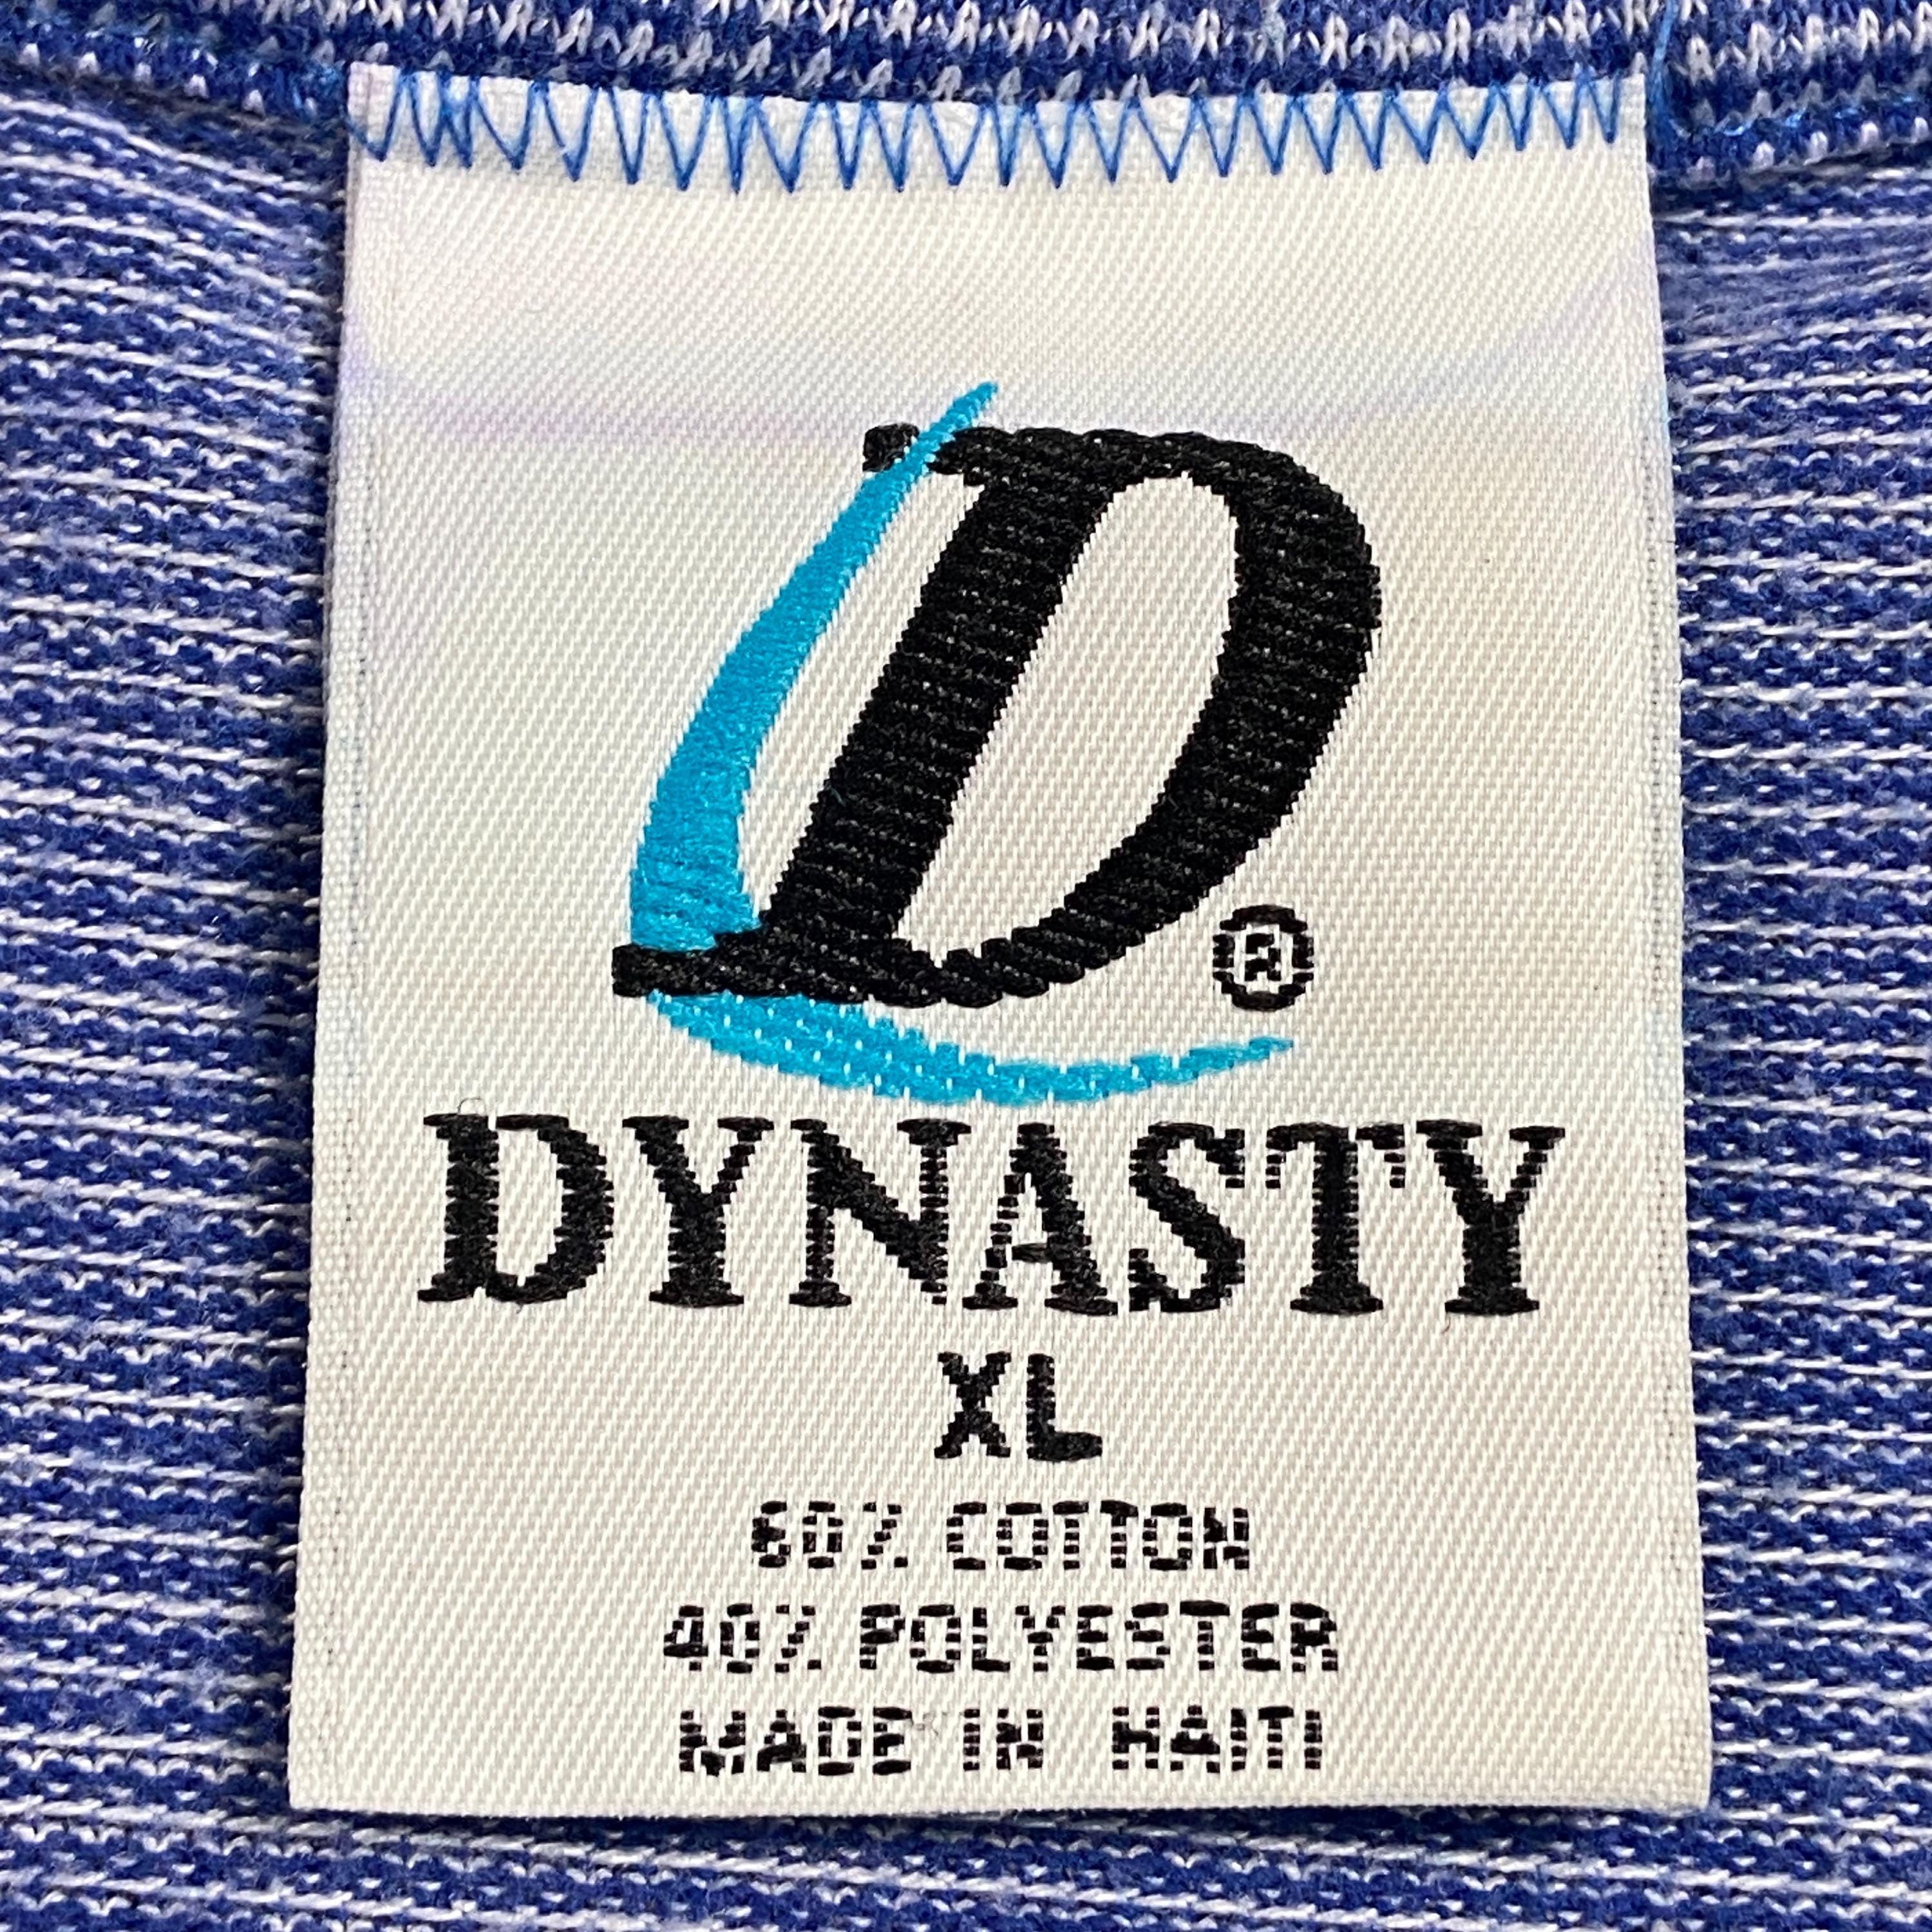 D®
DYNASTY
XL
60% COTTON
40% POLYESTER
MADE IN HAITI